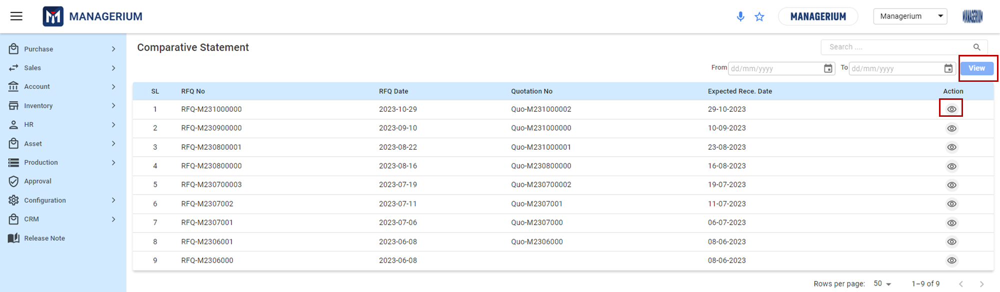 MANAGERIUM
MANAGERIUM
Managerium
MANAGERIUM
Purchase
Sales
Account
Inventory
HR
Asset
Production
Approval
Configuration
CRM
Release Note
Comparative Statement
Search ....
From dd/mm/yyyy To dd/mm/yyyy View
SL RFQ No RFQ Date Quotation No Expected Rece. Date Action
1 RFQ-M231000000 2023-10-29 Quo-M231000002 29-10-2023
2 RFQ-M230900000 2023-09-10 Quo-M231000000 10-09-2023
3 RFQ-M230800001 2023-08-22 Quo-M231000001 23-08-2023
4 RFQ-M230800000 2023-08-16 Quo-M230800000 16-08-2023
5 RFQ-M230700003 2023-07-19 Quo-M230700002 19-07-2023
6 RFQ-M2307002 2023-07-11 Quo-M2307001 11-07-2023
7 RFQ-M2307001 2023-07-06 Quo-M2307000 06-07-2023
8 RFQ-M2306001 2023-06-08 Quo-M2306000 08-06-2023
9 RFQ-M2306000 2023-06-08 08-06-2023
Rows per page: 50 1–9 of 9